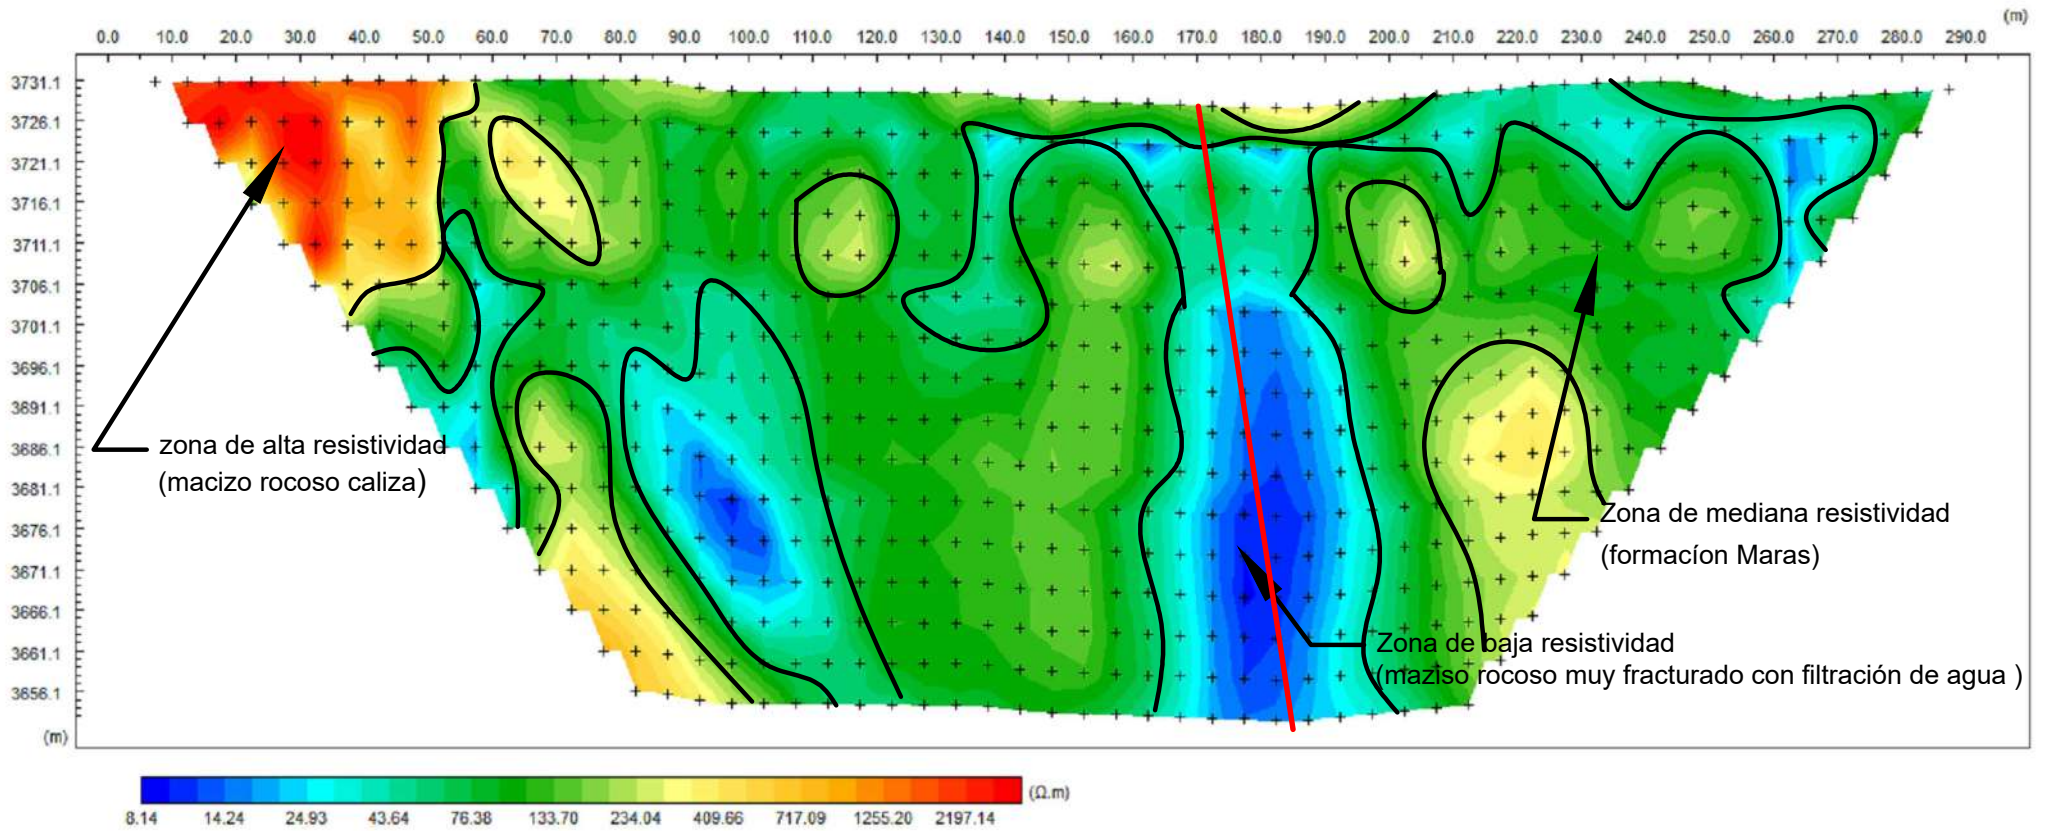 (m)
0.0 10.0 20.0 30.0 40.0 50.0 60.0 70.0 80.0 90.0 100.0 110.0 120.0 130.0 140.0 150.0 160.0 170.0 180.0 190.0 200.0 210.0 220.0 230.0 240.0 250.0 260.0 270.0 280.0 290.0
3731.1
3726.1
3721.1
3716.1
3711.1
3706.1
3701.1
3696.1
3691.1
3686.1
3681.1
3676.1
3671.1
3666.1
3661.1
3656.1
(m)
zona de alta resistividad
(macizo rocoso caliza)
Zona de mediana resistividad
(formacíon Maras)
Zona de baja resistividad
(maziso rocoso muy fracturado con filtración de agua )
8.14 14.24 24.93 43.64 76.38 133.70 234.04 409.66 717.09 1255.20 2197.14
(Ω.m)